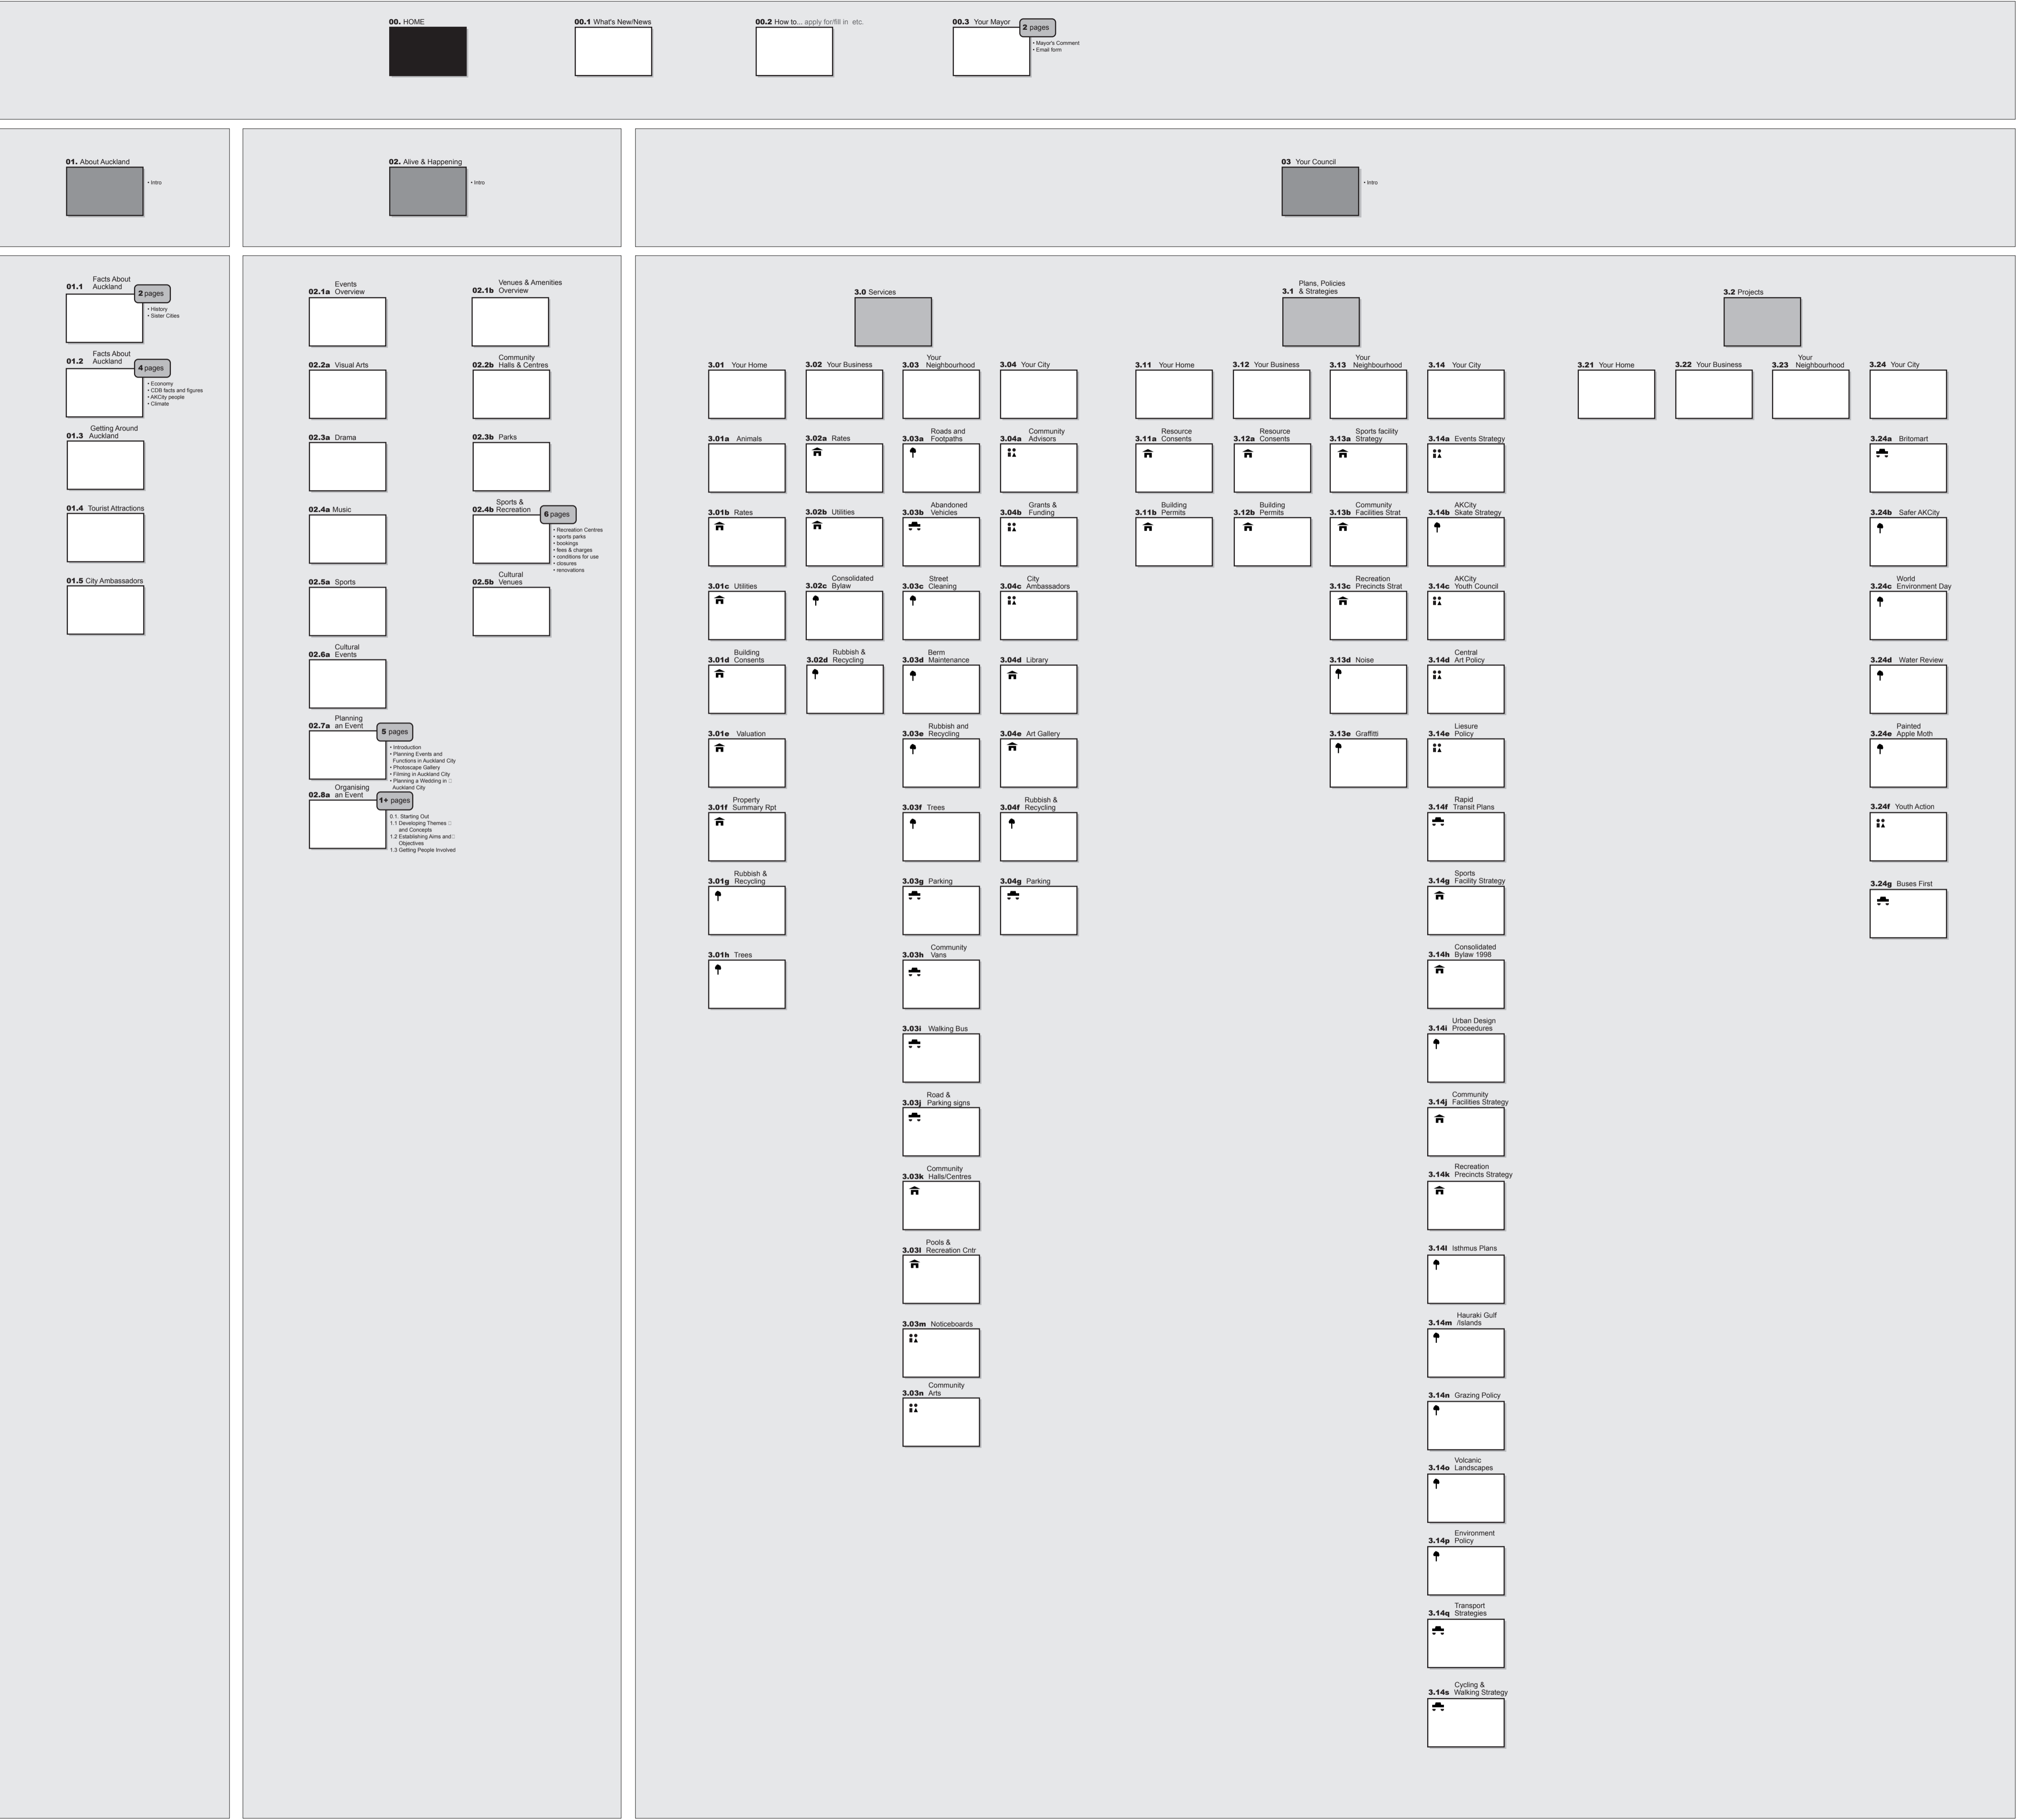 00. HOME
00.1 What's New/News
00.2 How to... apply for/fill in etc.
00.3 Your Mayor
2 pages
• Mayor's Comment
• Email form
01. About Auckland
• Intro
02. Alive & Happening
• Intro
03 Your Council
• Intro
Facts About
01.1 Auckland
2 pages
• History
• Sister Cities
Facts About
01.2 Auckland
4 pages
• Economy
• CDB facts and figures
• AKCity people
• Climate
Getting Around
01.3 Auckland
01.4 Tourist Attractions
01.5 City Ambassadors
Events
02.1a Overview
02.2a Visual Arts
02.3a Drama
02.4a Music
02.5a Sports
Cultural
02.6a Events
Planning
02.7a an Event
5 pages
• Introduction
• Planning Events and
Functions in Auckland City
• Photoscape Gallery
• Filming in Auckland City
• Planning a Wedding in
Auckland City
Organising
02.8a an Event
1+ pages
0.1. Starting Out
1.1 Developing Themes
and Concepts
1.2 Establishing Aims and
Objectives
1.3 Getting People Involved
Venues & Amenities
02.1b Overview
Community
02.2b Halls & Centres
02.3b Parks
Sports &
02.4b Recreation
6 pages
• Recreation Centres
• sports parks
• bookings
• fees & charges
• conditions for use
• closures
• renovations
Cultural
02.5b Venues
3.0 Services
3.01 Your Home
3.01a Animals
3.01b Rates
3.01c Utilities
Building
3.01d Consents
3.01e Valuation
Property
3.01f Summary Rpt
Rubbish &
3.01g Recycling
3.01h Trees
3.02 Your Business
3.02a Rates
3.02b Utilities
Consolidated
3.02c Bylaw
Rubbish &
3.02d Recycling
Your
3.03 Neighbourhood
Roads and
3.03a Footpaths
Abandoned
3.03b Vehicles
Street
3.03c Cleaning
Berm
3.03d Maintenance
Rubbish and
3.03e Recycling
3.03f Trees
3.03g Parking
Community
3.03h Vans
3.03i Walking Bus
Road &
3.03j Parking signs
Community
3.03k Halls/Centres
Pools &
3.03l Recreation Cntr
3.03m Noticeboards
Community
3.03n Arts
3.04 Your City
Community
3.04a Advisors
Grants &
3.04b Funding
City
3.04c Ambassadors
3.04d Library
3.04e Art Gallery
Rubbish &
3.04f Recycling
3.04g Parking
Plans, Policies
3.1 & Strategies
3.11 Your Home
Resource
3.11a Consents
Building
3.11b Permits
3.12 Your Business
Resource
3.12a Consents
Building
3.12b Permits
Your
3.13 Neighbourhood
Sports facility
3.13a Strategy
Community
3.13b Facilities Strat
Recreation
3.13c Precincts Strat
3.13d Noise
3.13e Graffitti
3.14 Your City
3.14a Events Strategy
AKCity
3.14b Skate Strategy
AKCity
3.14c Youth Council
Central
3.14d Art Policy
Liesure
3.14e Policy
Rapid
3.14f Transit Plans
Sports
3.14g Facility Strategy
Consolidated
3.14h Bylaw 1998
Urban Design
3.14i Proceedures
Community
3.14j Facilities Strategy
Recreation
3.14k Precincts Strategy
3.14l Isthmus Plans
Hauraki Gulf
3.14m /Islands
3.14n Grazing Policy
Volcanic
3.14o Landscapes
Environment
3.14p Policy
Transport
3.14q Strategies
Cycling &
3.14s Walking Strategy
3.2 Projects
3.21 Your Home
3.22 Your Business
Your
3.23 Neighbourhood
3.24 Your City
3.24a Britomart
3.24b Safer AKCity
World
3.24c Environment Day
3.24d Water Review
Painted
3.24e Apple Moth
3.24f Youth Action
3.24g Buses First